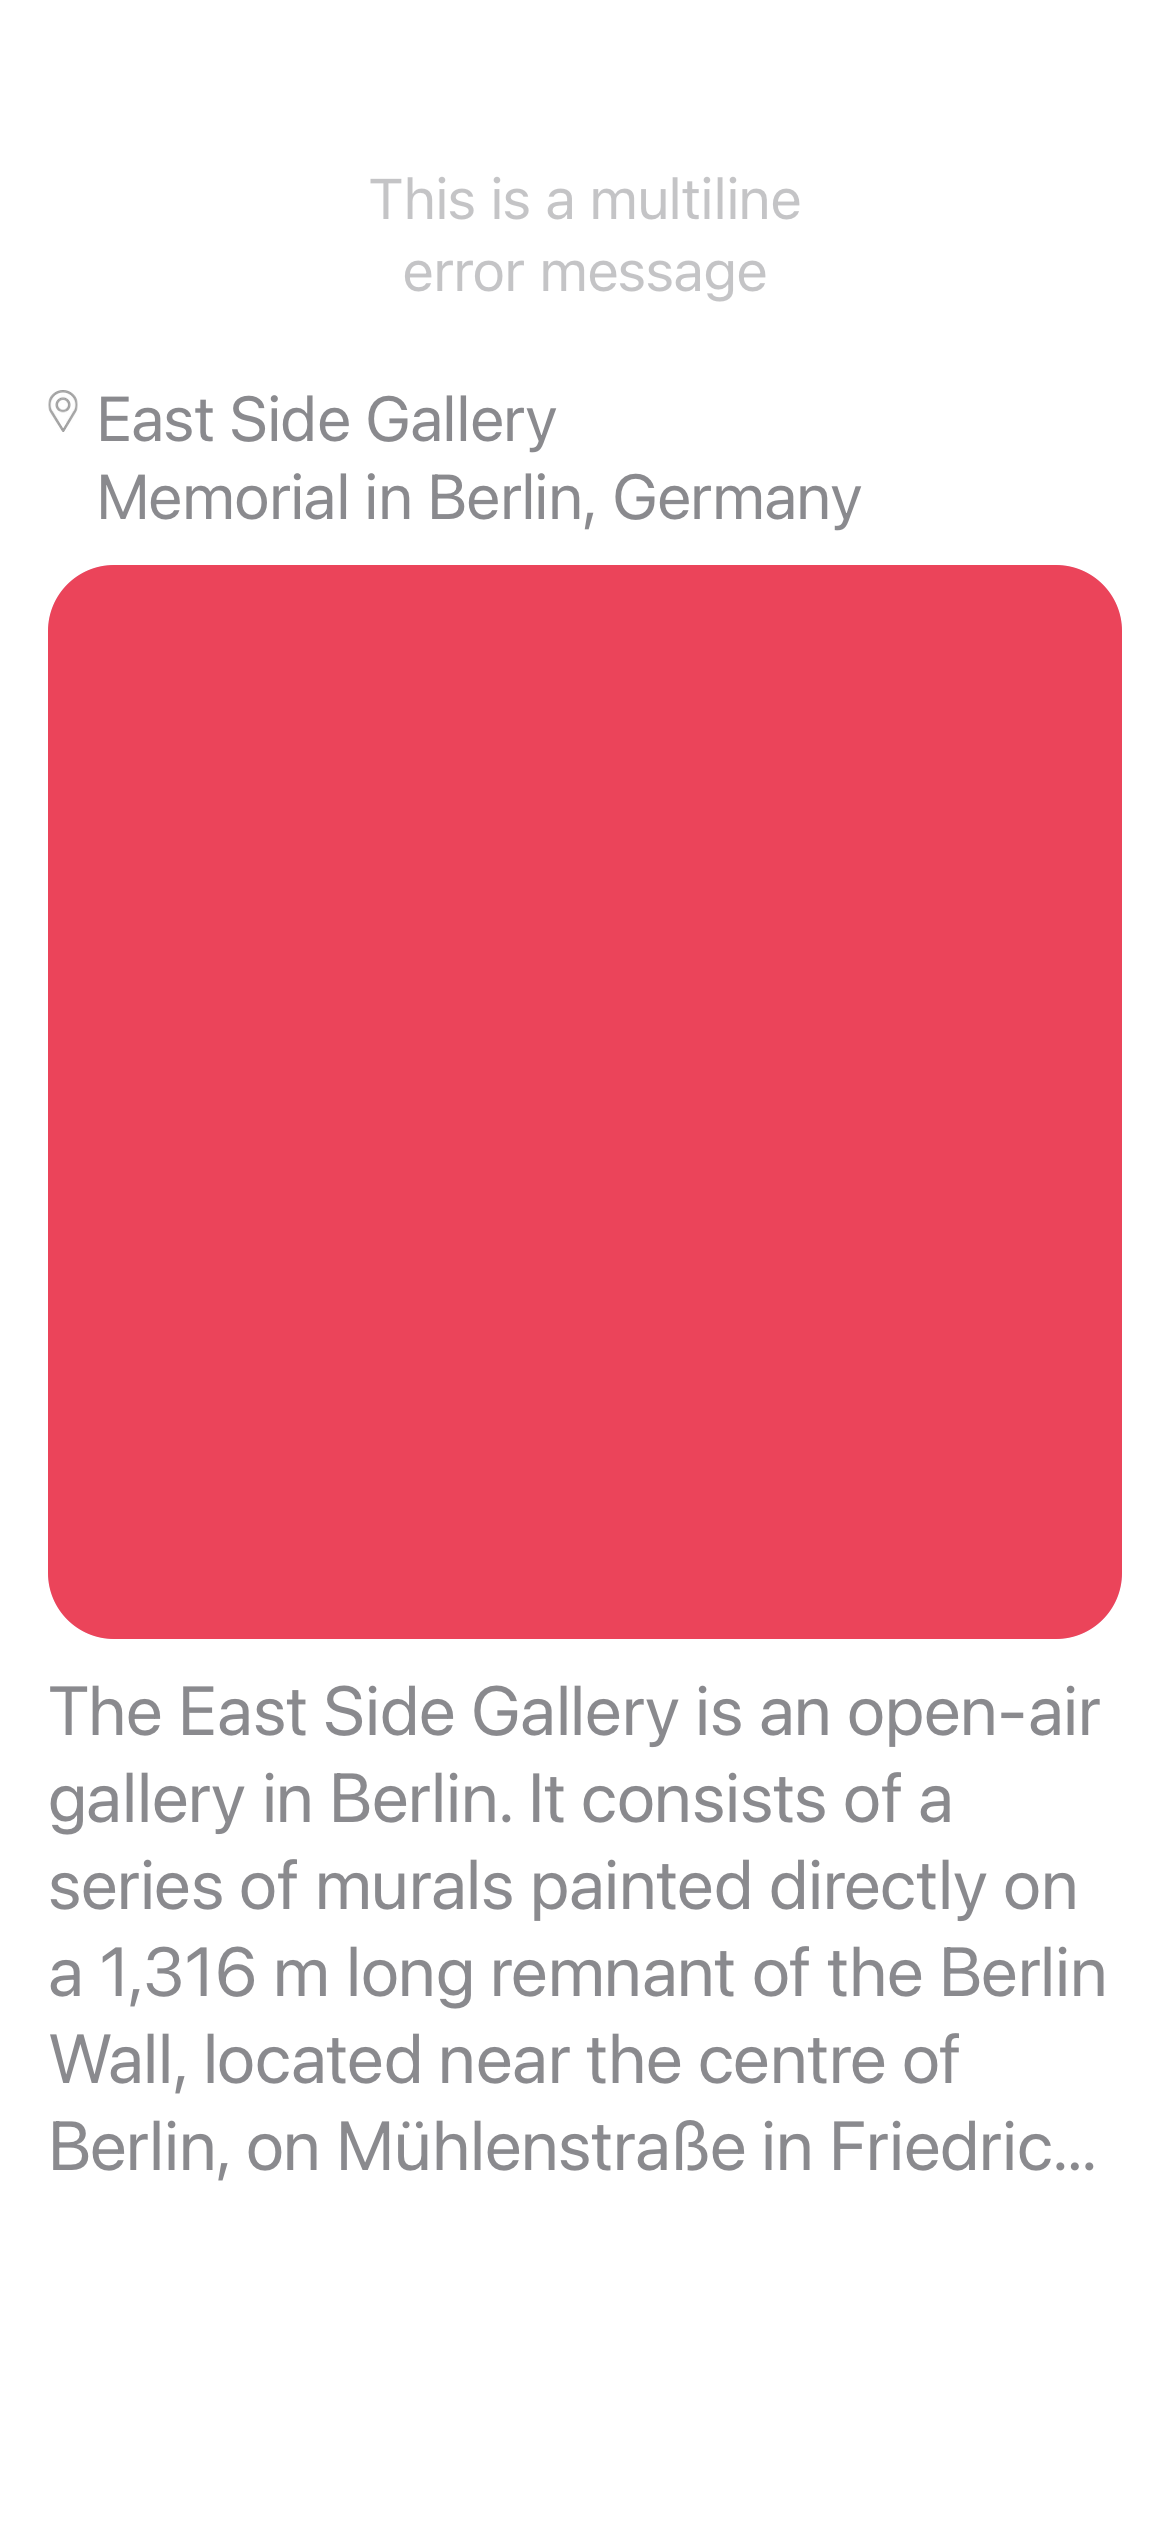 This is a multiline
error message
East Side Gallery
Memorial in Berlin, Germany
The East Side Gallery is an open-air
gallery in Berlin. It consists of a
series of murals painted directly on
a 1,316 m long remnant of the Berlin
Wall, located near the centre of
Berlin, on Mühlenstraße in Friedric...